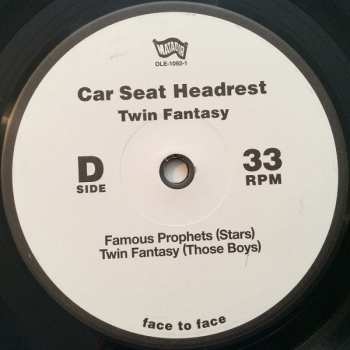 MATADOR
OLE-1092-1
Car Seat Headrest
Twin Fantasy
D
SIDE
33
RPM
Famous Prophets (Stars)
Twin Fantasy (Those Boys)
face to face